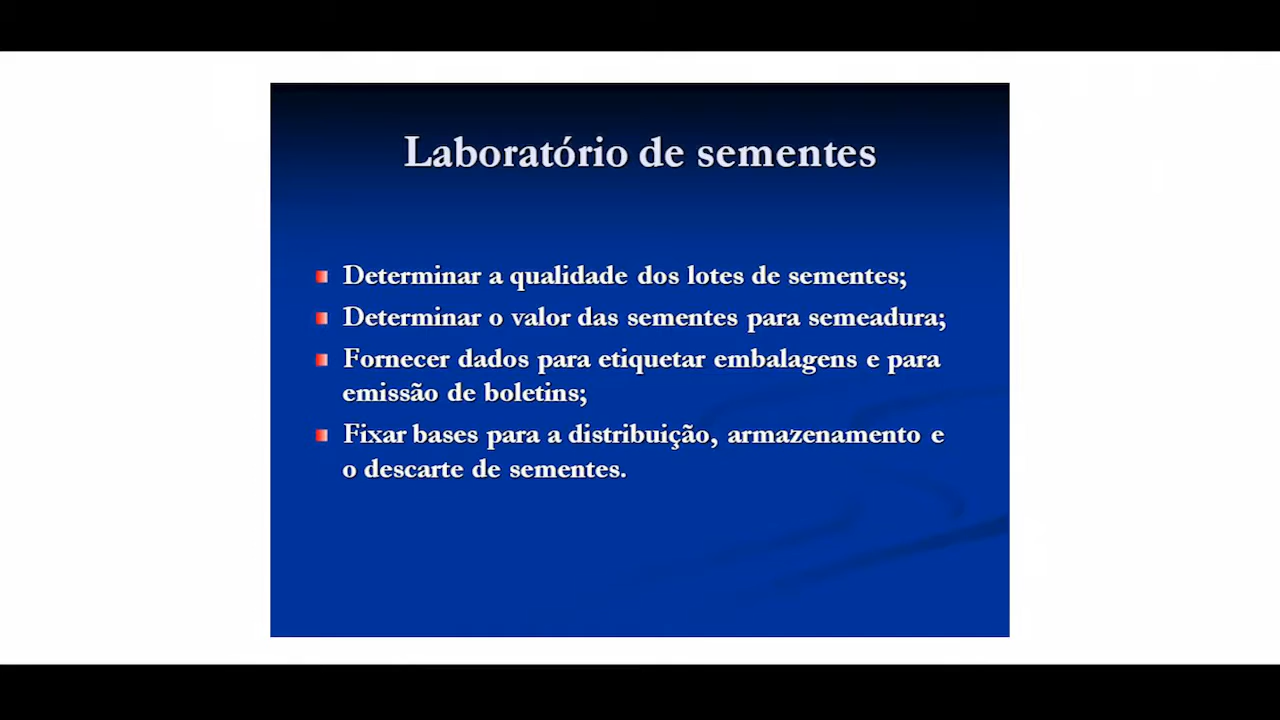 Laboratório de sementes
Determinar a qualidade dos lotes de sementes;
Determinar o valor das sementes para semeadura;
Fornecer dados para etiquetar embalagens e para
emissão de boletins;
Fixar bases para a distribuição, armazenamento e
o descarte de sementes.